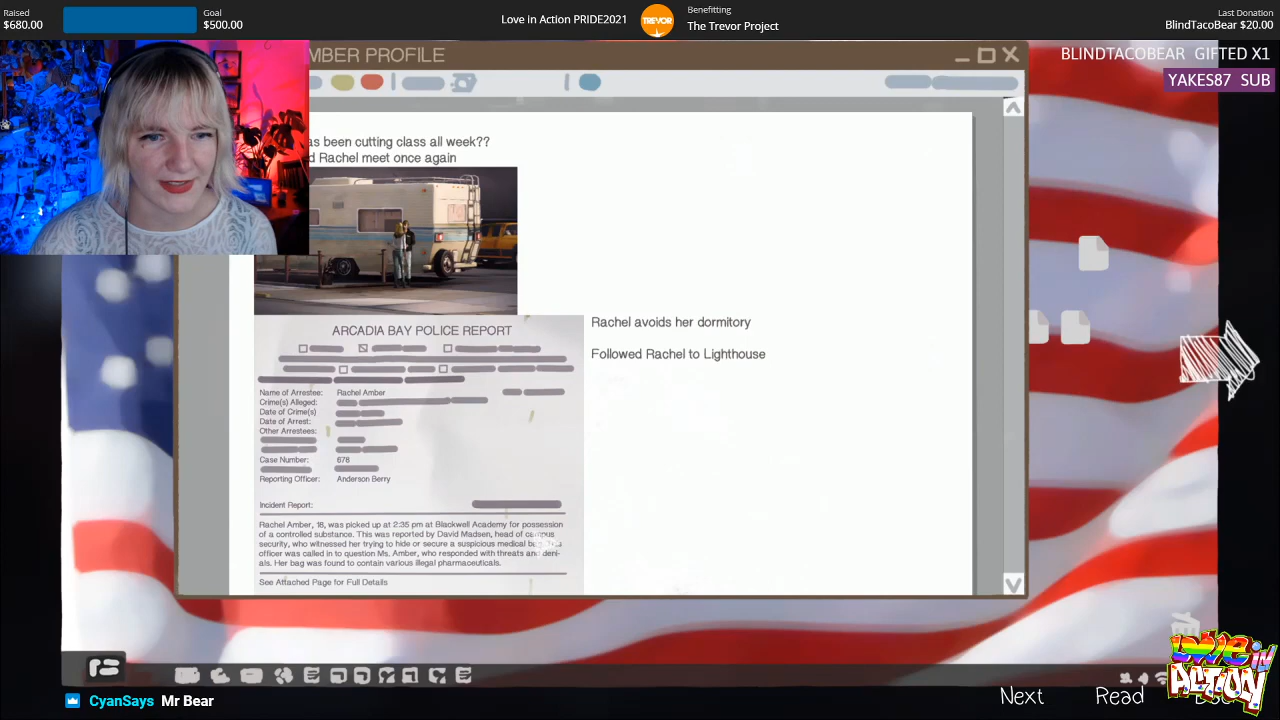 Raised
$680.00
Goal
$500.00
Love in Action PRIDE2021
TREVOR
Benefitting
The Trevor Project
Last Donation
BlindTacoBear $20.00
BLINDTACOBEAR GIFTED X1
YAKES87 SUB
MBER PROFILE
as been cutting class all week??
d Rachel meet once again
ARCADIA BAY POLICE REPORT
Name of Arrestee: Rachel Amber
Crime(s) Alleged:
Date of Crime(s)
Date of Arrest:
Other Arrestees:
Case Number: 678
Reporting Officer: Anderson Berry
Incident Report:
Rachel Amber, 18, was picked up at 2:35 pm at Blackwell Academy for possession
of a controlled substance. This was reported by David Madsen, head of campus
security, who witnessed her trying to hide or secure a suspicious medical
officer was called in to question Ms. Amber, who responded with threats and deni-
als. Her bag was found to contain various illegal pharmaceuticals.
See Attached Page for Full Details
Rachel avoids her dormitory
Followed Rachel to Lighthouse
CyanSays Mr Bear
Next
Read
LOVE in
ACTION